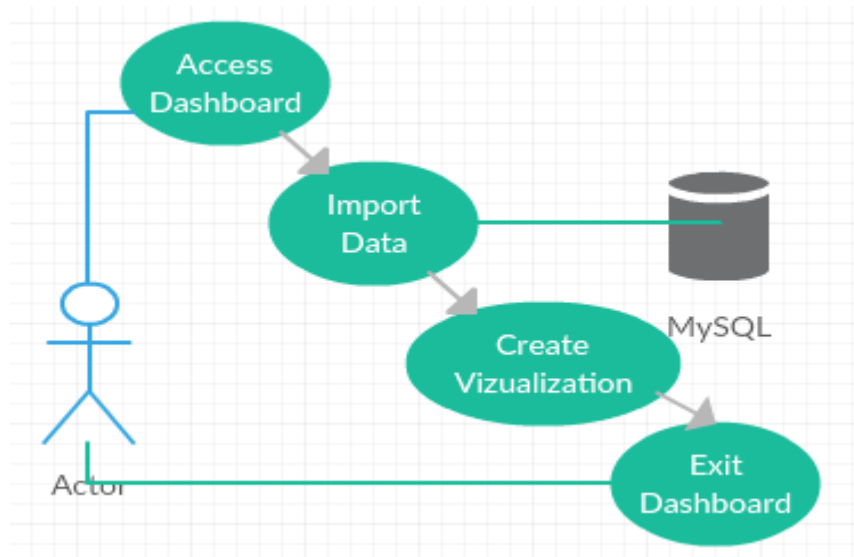 Access
Dashboard
Import
Data
MySQL
Create
Vizualization
Exit
Dashboard
Actor